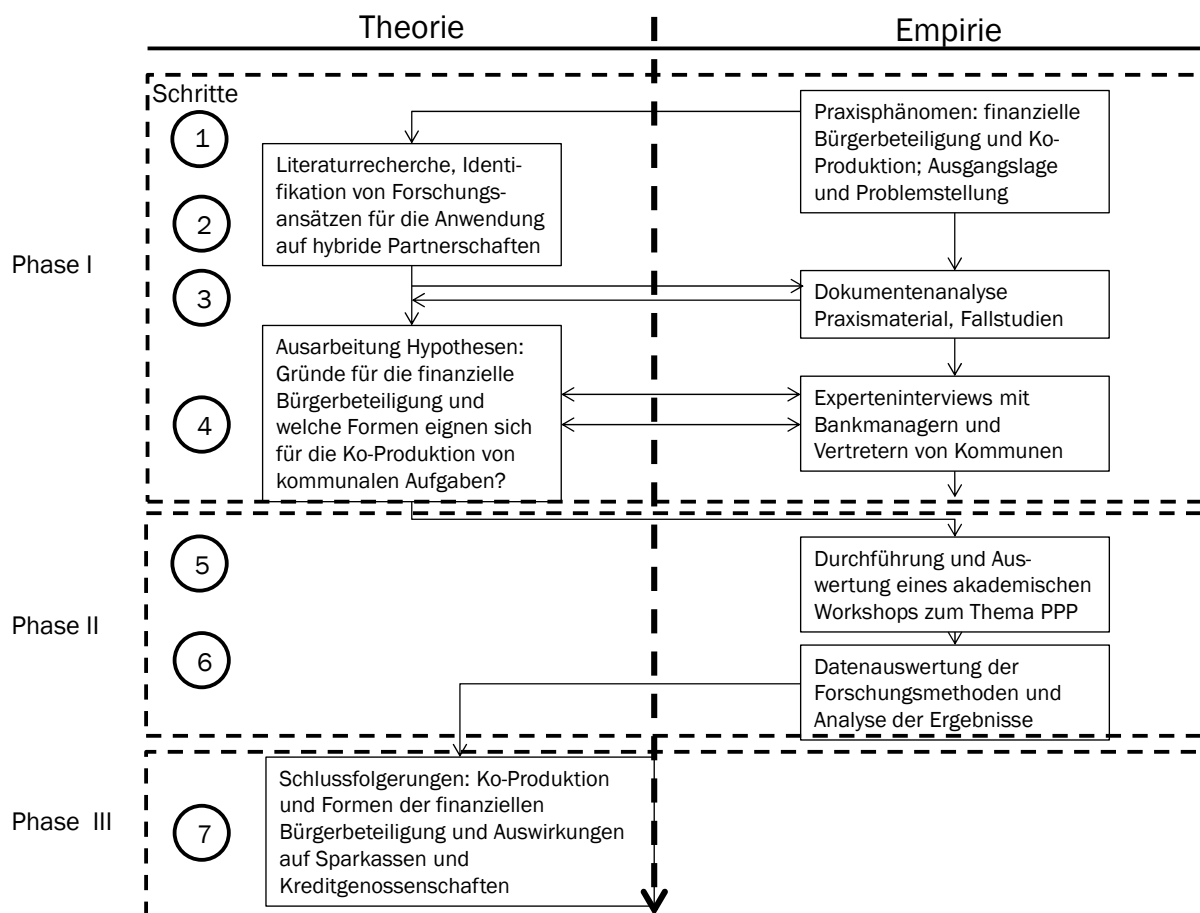 Theorie
Empirie
Schritte
Phase I
1
2
3
4
Praxisphänomen: finanzielle
Bürgerbeteiligung und Ko-
Produktion; Ausgangslage
und Problemstellung
Literaturrecherche, Identi-
fikation von Forschungs-
ansätzen für die Anwendung
auf hybride Partnerschaften
Dokumentenanalyse
Praxismaterial, Fallstudien
Ausarbeitung Hypothesen:
Gründe für die finanzielle
Bürgerbeteiligung und
welche Formen eignen sich
für die Ko-Produktion von
kommunalen Aufgaben?
Experteninterviews mit
Bankmanagern und
Vertretern von Kommunen
Phase II
5
6
Durchführung und Aus-
wertung eines akademischen
Workshops zum Thema PPP
Datenauswertung der
Forschungsmethoden und
Analyse der Ergebnisse
Phase III
7
Schlussfolgerungen: Ko-Produktion
und Formen der finanziellen
Bürgerbeteiligung und Auswirkungen
auf Sparkassen und
Kreditgenossenschaften